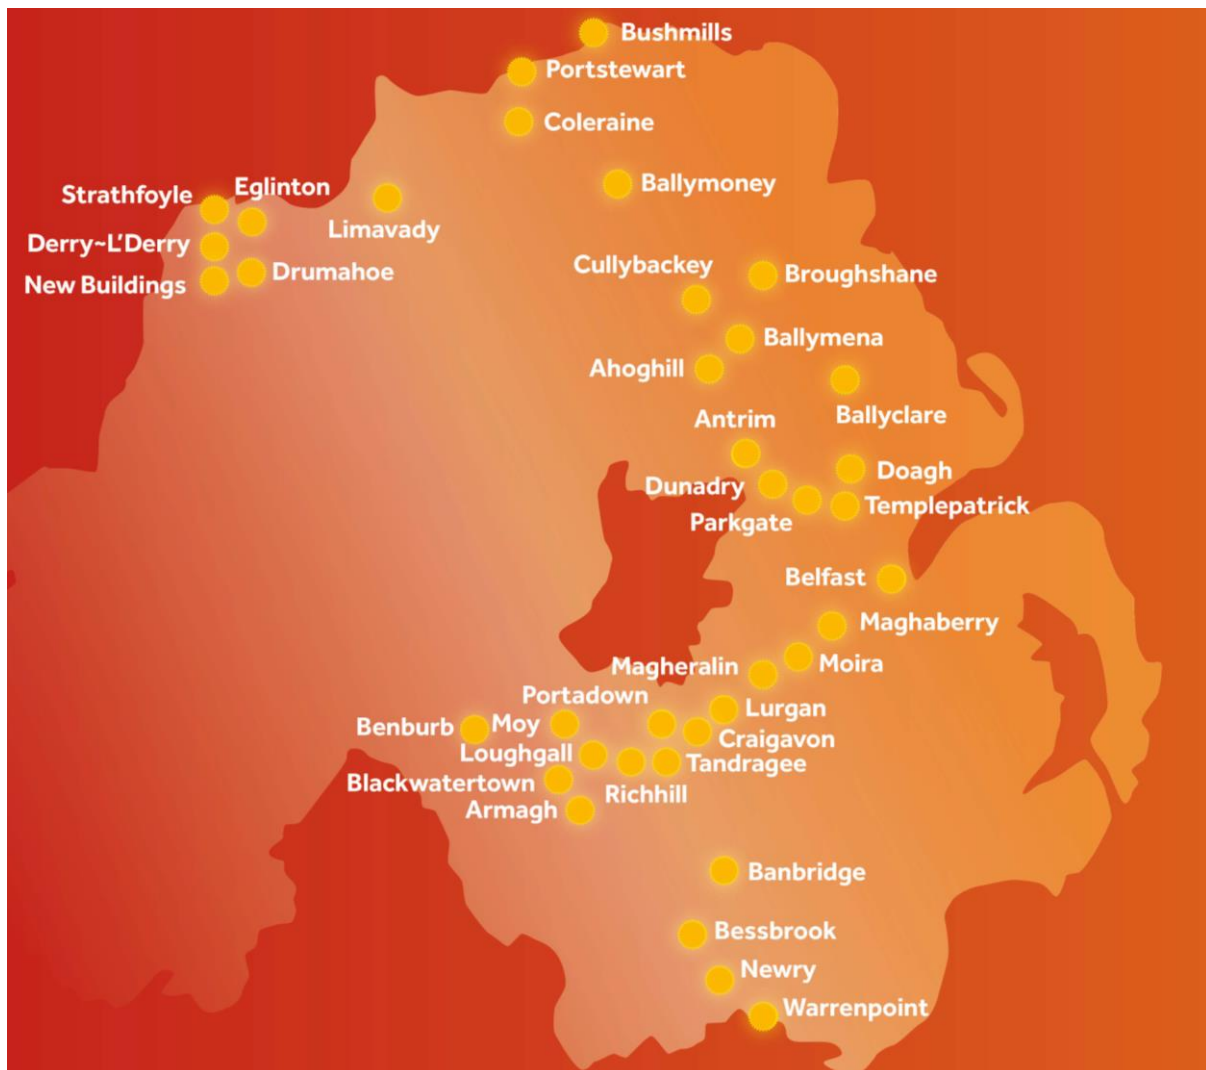 Bushmills
Portstewart
Coleraine
Ballymoney
Strathfoyle
Eglinton
Limavady
Derry~L'Derry
Drumahoe
New Buildings
Cullybackey
Broughshane
Ballymena
Ahoghill
Ballyclare
Antrim
Doagh
Dunadry
Templepatrick
Parkgate
Belfast
Maghaberry
Moira
Magheralin
Portadown
Lurgan
Benburb
Moy
Craigavon
Loughgall
Tandragee
Blackwatertown
Richhill
Armagh
Banbridge
Bessbrook
Newry
Warrenpoint